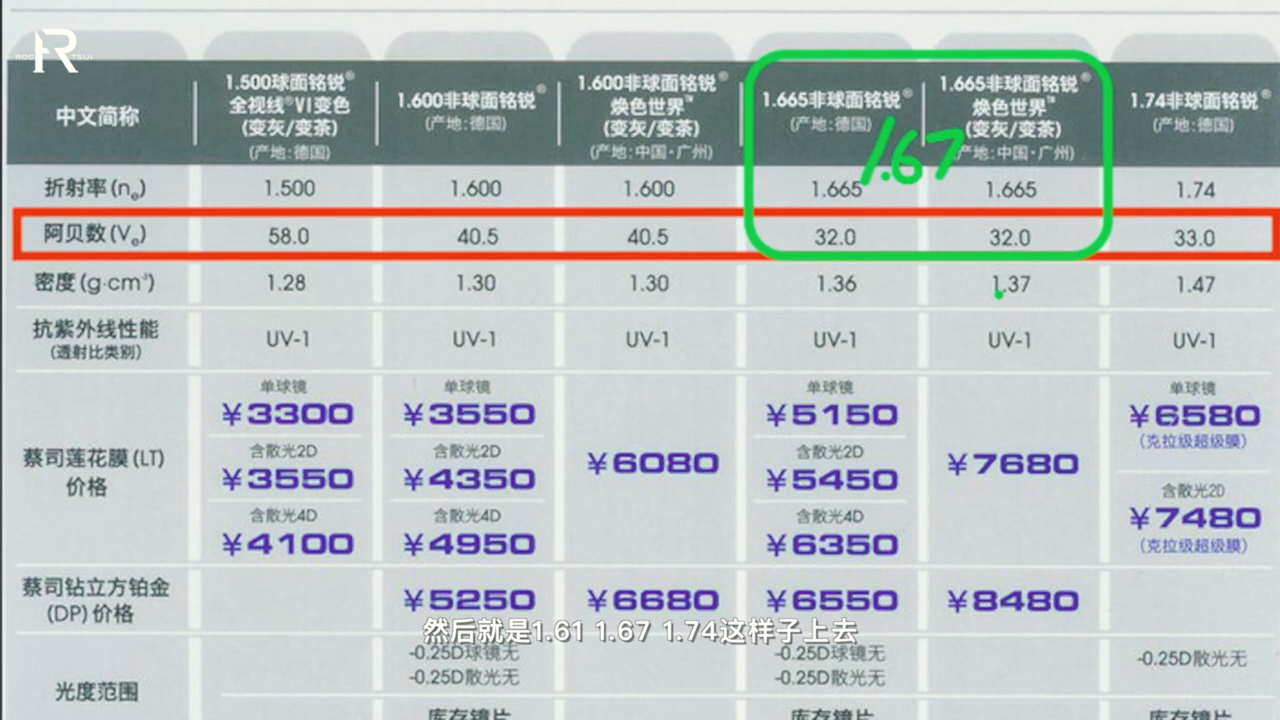 R
ROCK TSUI
中文简称
1.500球面铭锐®
全视线®VI变色
(变灰/变茶)
(产地:德国)
1.600非球面铭锐®
(产地:德国)
1.600非球面铭锐®
焕色世界™
(变灰/变茶)
(产地:中国·广州)
1.665非球面铭锐®
(产地:德国)
1.665非球面铭锐®
焕色世界™
(变灰/变茶)
产地:中国·广州)
1.74非球面铭锐®
(产地:德国)
1.67
折射率(nₑ) 1.500 1.600 1.600 1.665 1.665 1.74
阿贝数(Vₑ) 58.0 40.5 40.5 32.0 32.0 33.0
密度(g·cm⁻³) 1.28 1.30 1.30 1.36 1.37 1.47
抗紫外线性能
(透射比类别)
UV-1 UV-1 UV-1 UV-1 UV-1 UV-1
蔡司莲花膜(LT)
价格
单球镜
¥3300
含散光2D
¥3550
含散光4D
¥4100
单球镜
¥3550
含散光2D
¥4350
含散光4D
¥4950
¥6080
单球镜
¥5150
含散光2D
¥5450
含散光4D
¥6350
¥7680
单球镜
¥6580
(克拉级超级膜)
含散光2D
¥7480
(克拉级超级膜)
蔡司钻立方铂金
(DP)价格
¥5250 ¥6680 ¥6550 ¥8480
然后就是1.61 1.67 1.74这样子上去
光度范围
-0.25D球镜无
-0.25D散光无
库存镜片
-0.25D球镜无
-0.25D散光无
库存镜片
-0.25D散光无
库存镜片